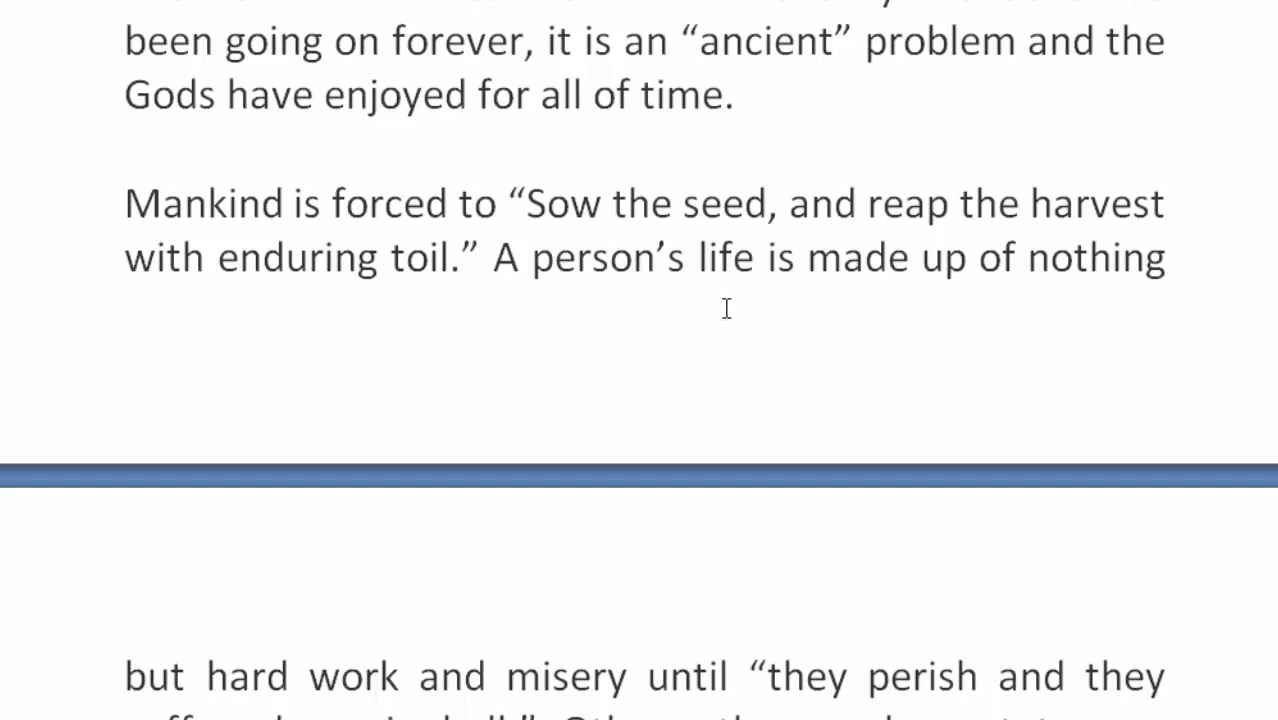 been going on forever, it is an “ancient” problem and the
Gods have enjoyed for all of time.
Mankind is forced to “Sow the seed, and reap the harvest
with enduring toil.” A person’s life is made up of nothing
but hard work and misery until “they perish and they